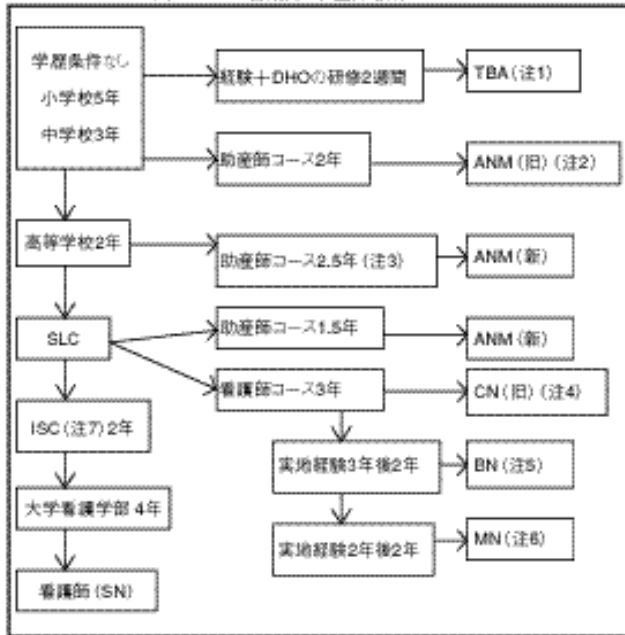 学歴条件なし
小学校5年
中学校3年
経験+DHOの研修2週間
TBA (注1)
助産師コース2年
ANM (旧) (注2)
高等学校2年
助産師コース2.5年 (注3)
ANM (新)
SLC
助産師コース1.5年
ANM (新)
看護師コース3年
CN (旧) (注4)
ISC (注7) 2年
実地経験3年後2年
BN (注5)
大学看護学部 4年
実地経験2年後2年
MN (注6)
看護師 (SN)